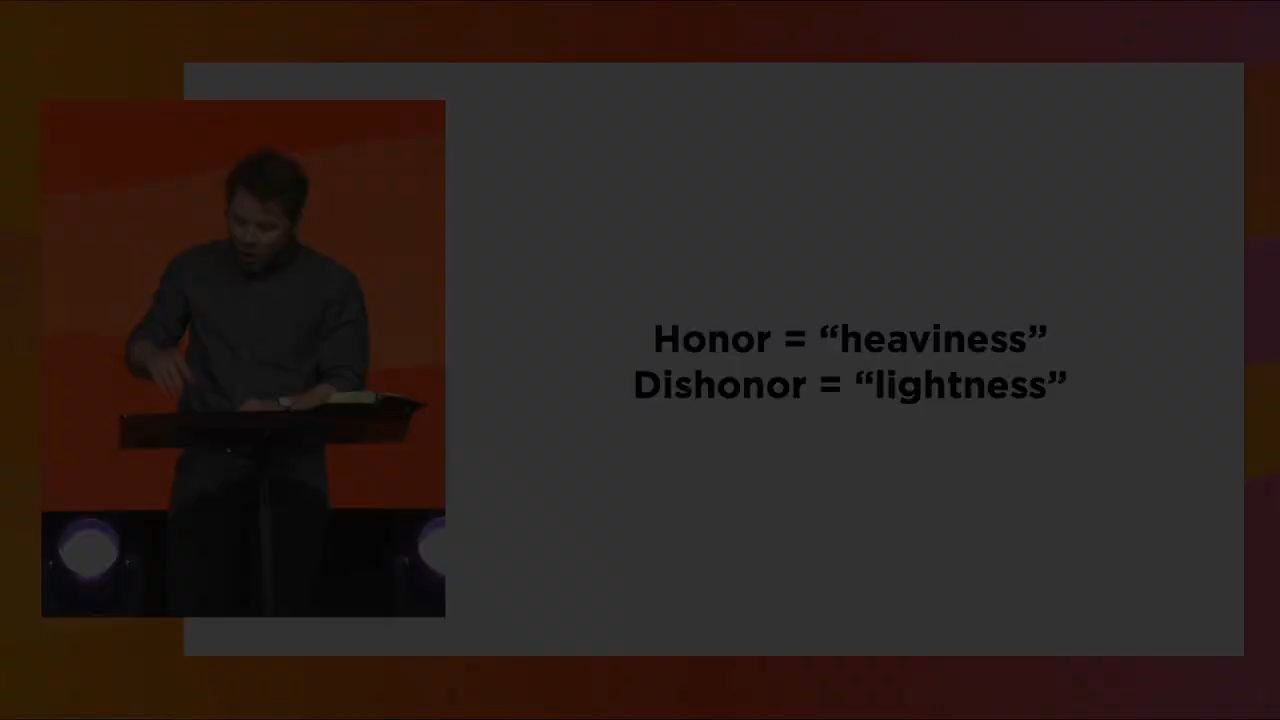 Honor = “heaviness”
Dishonor = “lightness”